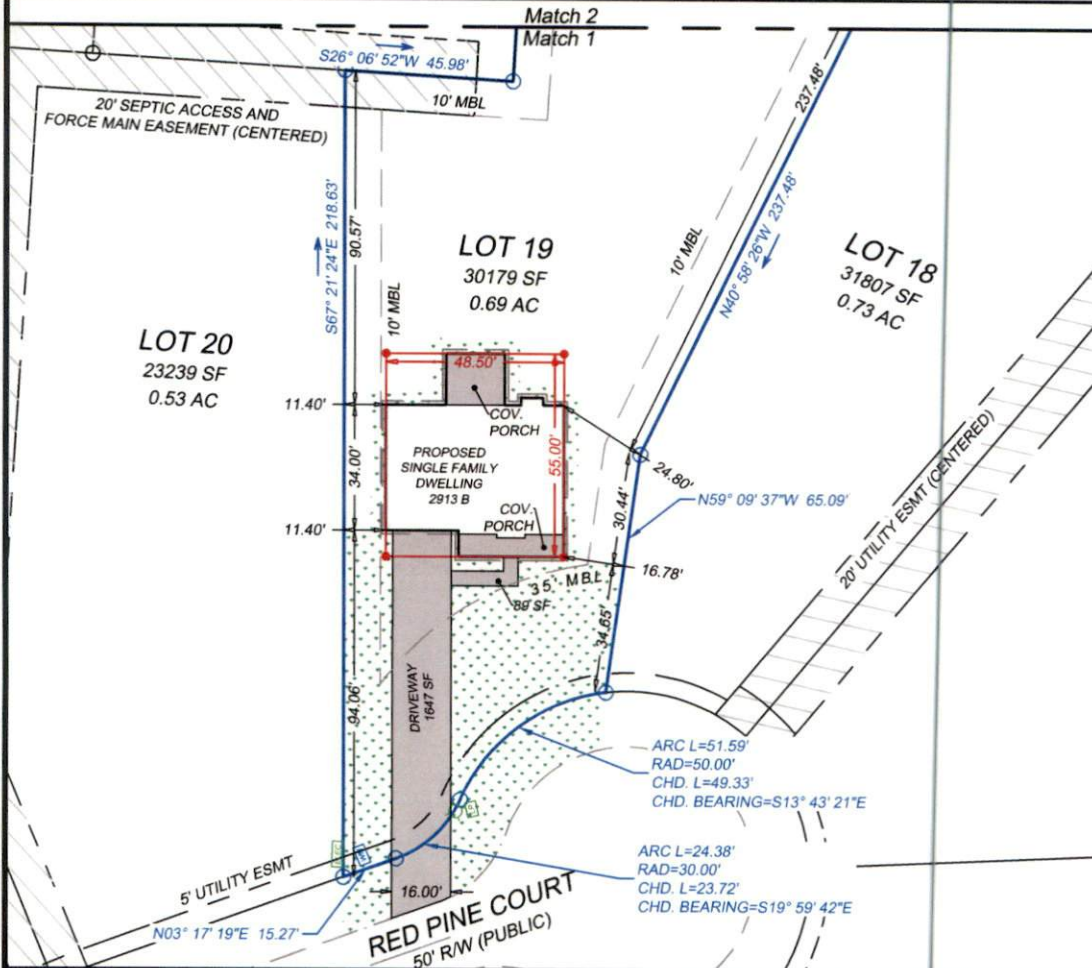 Match 2
Match 1
S26° 06' 52"W 45.98'
10' MBL
20' SEPTIC ACCESS AND
FORCE MAIN EASEMENT (CENTERED)
237.48'
S67° 21' 24"E 218.63'
90.57'
10' MBL
LOT 19
30179 SF
0.69 AC
10' MBL
N40° 58' 26"W 237.48'
LOT 18
31807 SF
0.73 AC
LOT 20
23239 SF
0.53 AC
48.50'
11.40'
COV.
PORCH
34.00'
PROPOSED
SINGLE FAMILY
DWELLING
2913 B
55.00'
COV.
PORCH
24.80'
30.44'
N59° 09' 37"W 65.09'
20' UTILITY ESMT (CENTERED)
11.40'
16.78'
35' MBL
89 SF
34.65'
94.06'
DRIVEWAY
1647 SF
ARC L=51.59'
RAD=50.00'
CHD. L=49.33'
CHD. BEARING=S13° 43' 21"E
ARC L=24.38'
RAD=30.00'
CHD. L=23.72'
CHD. BEARING=S19° 59' 42"E
5' UTILITY ESMT
16.00'
N03° 17' 19"E 15.27'
RED PINE COURT
50' R/W (PUBLIC)